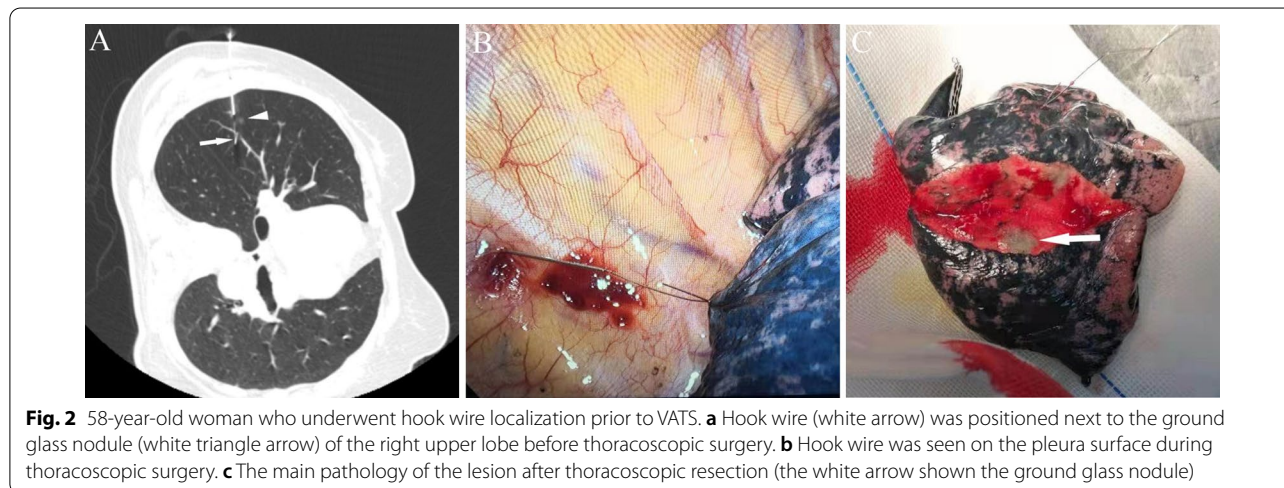 A
B
C
Fig. 2 58-year-old woman who underwent hook wire localization prior to VATS. a Hook wire (white arrow) was positioned next to the ground
glass nodule (white triangle arrow) of the right upper lobe before thoracoscopic surgery. b Hook wire was seen on the pleura surface during
thoracoscopic surgery. c The main pathology of the lesion after thoracoscopic resection (the white arrow shown the ground glass nodule)